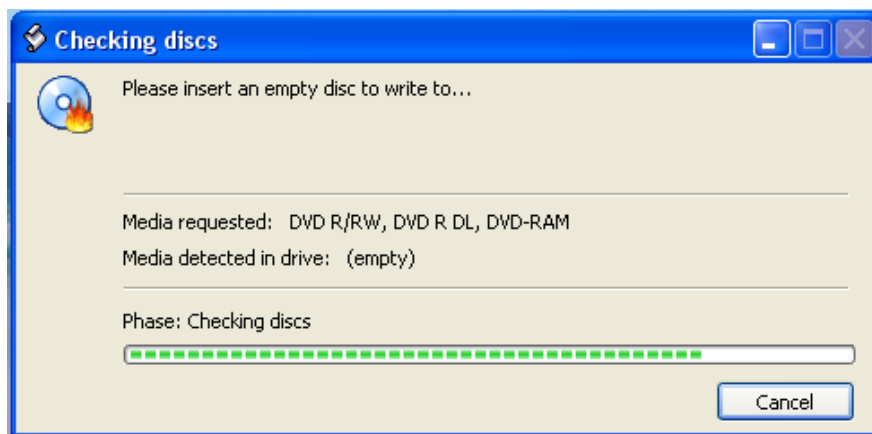 Checking discs
Please insert an empty disc to write to...
Media requested: DVD R/RW, DVD R DL, DVD-RAM
Media detected in drive: (empty)
Phase: Checking discs
Cancel